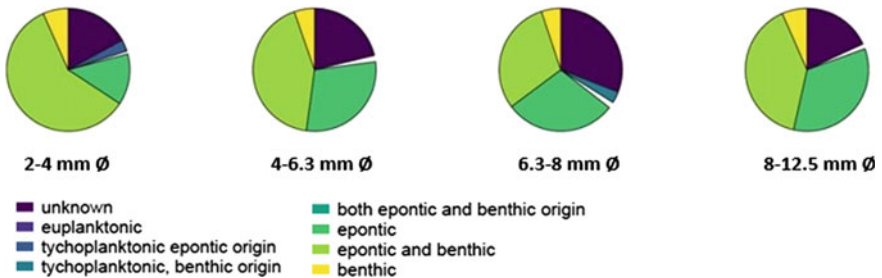 2-4 mm Ø
4-6.3 mm Ø
6.3-8 mm Ø
8-12.5 mm Ø
unknown
euplanktonic
tychoplanktonic epontic origin
tychoplanktonic, benthic origin
both epontic and benthic origin
epontic
epontic and benthic
benthic